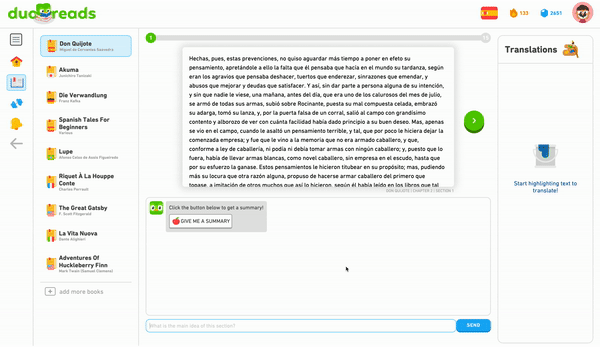 duoreads
132
2651
Don Quijote
Miguel de Cervantes Saavedra
Akuma
Junichiro Tanizaki
Die Verwandlung
Franz Kafka
Spanish Tales For
Beginners
Various
Lupe
Affonso Celso de Assis Figueiredo
Riquet À La Houppe
Conte
Charles Perrault
The Great Gatsby
F. Scott Fitzgerald
La Vita Nuova
Dante Alighieri
Adventures Of
Huckleberry Finn
Mark Twain (Samuel Clemens)
add more books
1
Hechas, pues, estas prevenciones, no quiso aguardar más tiempo a poner en efeto su
pensamiento, apretándole a ello la falta que él pensaba que hacía en el mundo su tardanza, según
eran los agravios que pensaba deshacer, tuertos que enderezar, sinrazones que emendar, y
abusos que mejorar y deudas que satisfacer. Y así, sin dar parte a persona alguna de su intención,
y sin que nadie le viese, una mañana, antes del día, que era uno de los calurosos del mes de julio,
se armó de todas sus armas, subió sobre Rocinante, puesta su mal compuesta celada, embrazó
su adarga, tomó su lanza, y, por la puerta falsa de un corral, salió al campo con grandísimo
contento y alborozo de ver con cuánta facilidad había dado principio a su buen deseo. Mas, apenas
se vio en el campo, cuando le asaltó un pensamiento terrible, y tal, que por poco le hiciera dejar la
comenzada empresa; y fue que le vino a la memoria que no era armado caballero, y que,
conforme a ley de caballería, ni podía ni debía tomar armas con ningún caballero; y, puesto que lo
fuera, había de llevar armas blancas, como novel caballero, sin empresa en el escudo, hasta que
por su esfuerzo la ganase. Estos pensamientos le hicieron titubear en su propósito; mas, pudiendo
más su locura que otra razón alguna, propuso de hacerse armar caballero del primero que
topase, a imitación de otros muchos que así lo hicieron, según él había leído en los libros que tal
DON QUIJOTE | CHAPTER 2 | SECTION 1
Click the button below to get a summary!
GIVE ME A SUMMARY
What is the main idea of this section?
SEND
Translations
Start highlighting text to
translate!